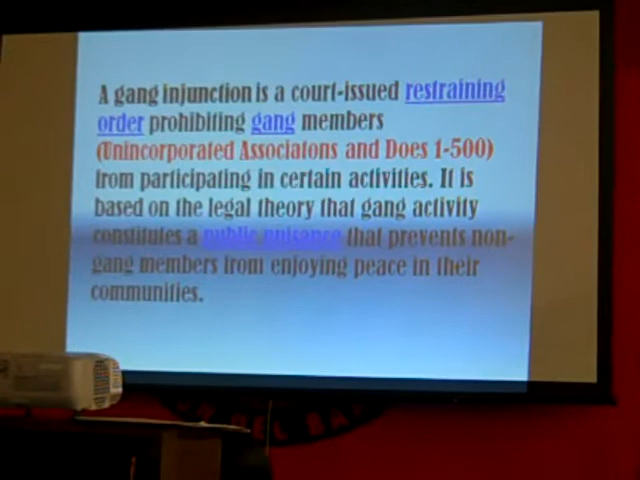 A gang injunction is a court-issued restraining
order prohibiting gang members
(Unincorporated Associatons and Does 1-500)
from participating in certain activities. It is
based on the legal theory that gang activity
constitutes a public nuisance that prevents non-
gang members from enjoying peace in their
communities.